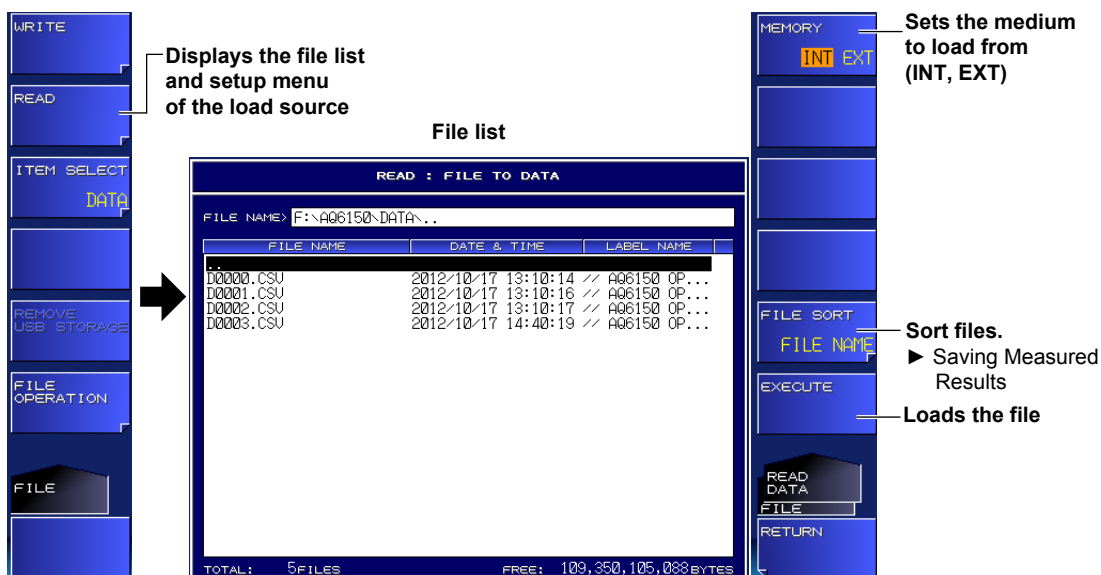 WRITE
READ
ITEM SELECT
DATA
REMOVE
USB STORAGE
FILE
OPERATION
FILE
Displays the file list
and setup menu
of the load source
File list
READ : FILE TO DATA
FILE NAME> F:\AQ6150\DATA\..
FILE NAME DATE & TIME LABEL NAME
..
D0000.CSV 2012/10/17 13:10:14 // AQ6150 OP...
D0001.CSV 2012/10/17 13:10:16 // AQ6150 OP...
D0002.CSV 2012/10/17 13:10:17 // AQ6150 OP...
D0003.CSV 2012/10/17 14:40:19 // AQ6150 OP...
TOTAL: 5FILES FREE: 109,350,105,088BYTES
MEMORY
INT EXT
FILE SORT
FILE NAME
EXECUTE
READ
DATA
FILE
RETURN
Sets the medium
to load from
(INT, EXT)
Sort files.
► Saving Measured
Results
Loads the file